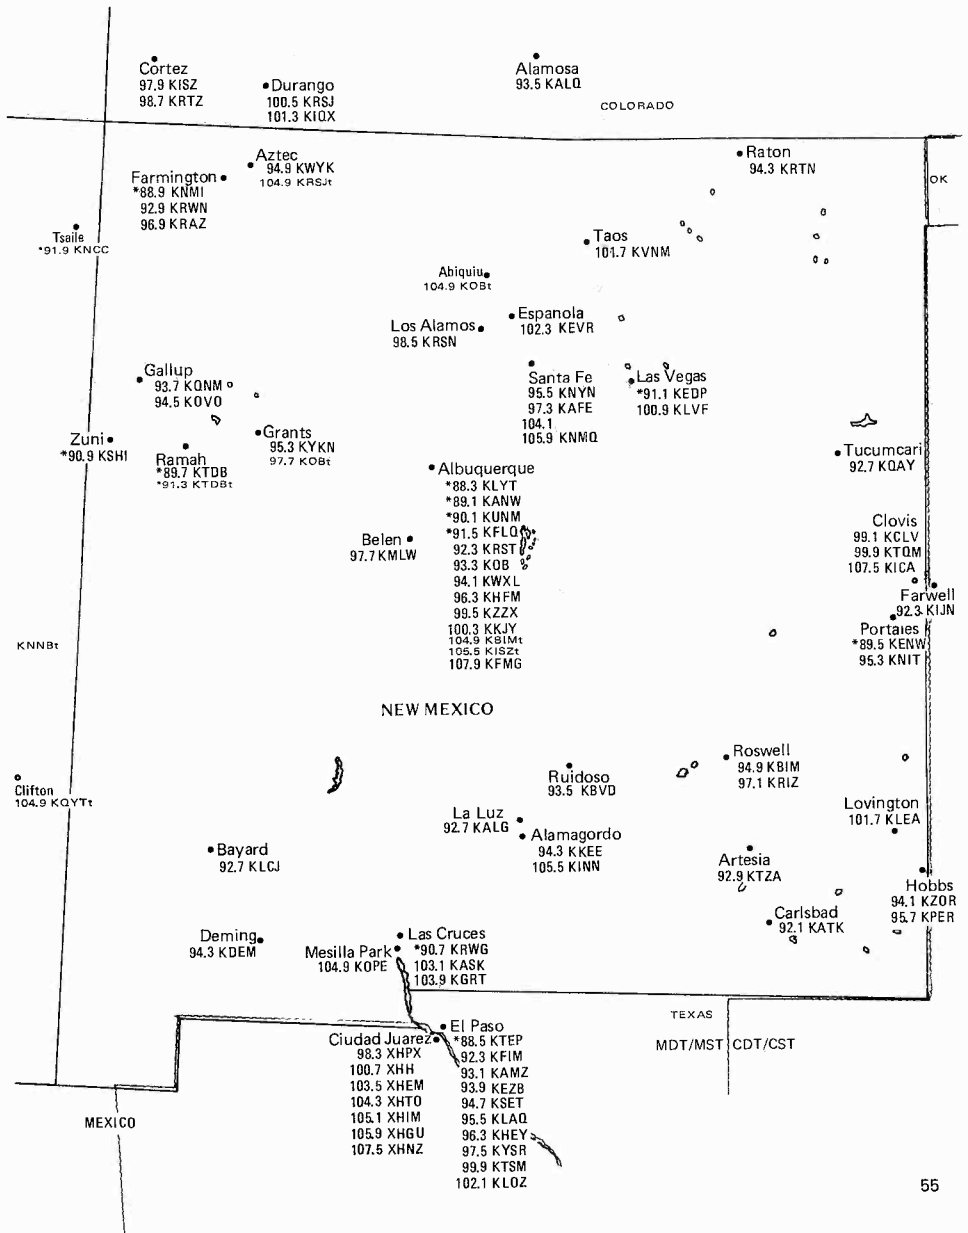 Cortez
97.9 KISZ
98.7 KRTZ
Durango
100.5 KRSJ
101.3 KIQX
Alamosa
93.5 KALQ
COLORADO
Aztec
94.9 KWYK
104.9 KRSJt
Farmington
*88.9 KNMI
92.9 KRWN
96.9 KRAZ
Raton
94.3 KRTN
OK
Tsaile
*91.9 KNCC
Taos
101.7 KVNM
Abiquiu
104.9 KOBt
Espanola
102.3 KEVR
Los Alamos
98.5 KRSN
Gallup
93.7 KQNM
94.5 KOVO
Santa Fe
95.5 KNYN
97.3 KAFE
104.1
105.9 KNMQ
Las Vegas
*91.1 KEDP
100.9 KLVF
Zuni
*90.9 KSHI
Ramah
*89.7 KTDB
*91.3 KTDBt
Grants
95.3 KYKN
97.7 KOBt
Tucumcari
92.7 KQAY
Albuquerque
*88.3 KLYT
*89.1 KANW
*90.1 KUNM
*91.5 KFLQ
92.3 KRST
93.3 KOB
94.1 KWXL
96.3 KHFM
99.5 KZZX
100.3 KKJY
104.9 KBIMt
105.5 KISZt
107.9 KFMG
Belen
97.7 KMLW
Clovis
99.1 KCLV
99.9 KTQM
107.5 KICA
Farwell
92.3 KIJN
Portales
*89.5 KENW
95.3 KNIT
KNNBt
NEW MEXICO
Clifton
104.9 KQYTt
Ruidoso
93.5 KBVD
Roswell
94.9 KBIM
97.1 KRIZ
Lovington
101.7 KLEA
La Luz
92.7 KALG
Alamagordo
94.3 KKEE
105.5 KINN
Bayard
92.7 KLCJ
Artesia
92.9 KTZA
Hobbs
94.1 KZOR
95.7 KPER
Carlsbad
92.1 KATK
Deming
94.3 KDEM
Mesilla Park
104.9 KOPE
Las Cruces
*90.7 KRWG
103.1 KASK
103.9 KGRT
TEXAS
MDT/MST
CDT/CST
Ciudad Juarez
98.3 XHPX
100.7 XHH
103.5 XHEM
104.3 XHTO
105.1 XHIM
105.9 XHGU
107.5 XHNZ
El Paso
*88.5 KTEP
92.3 KFIM
93.1 KAMZ
93.9 KEZB
94.7 KSET
95.5 KLAQ
96.3 KHEY
97.5 KYSR
99.9 KTSM
102.1 KLOZ
MEXICO
55